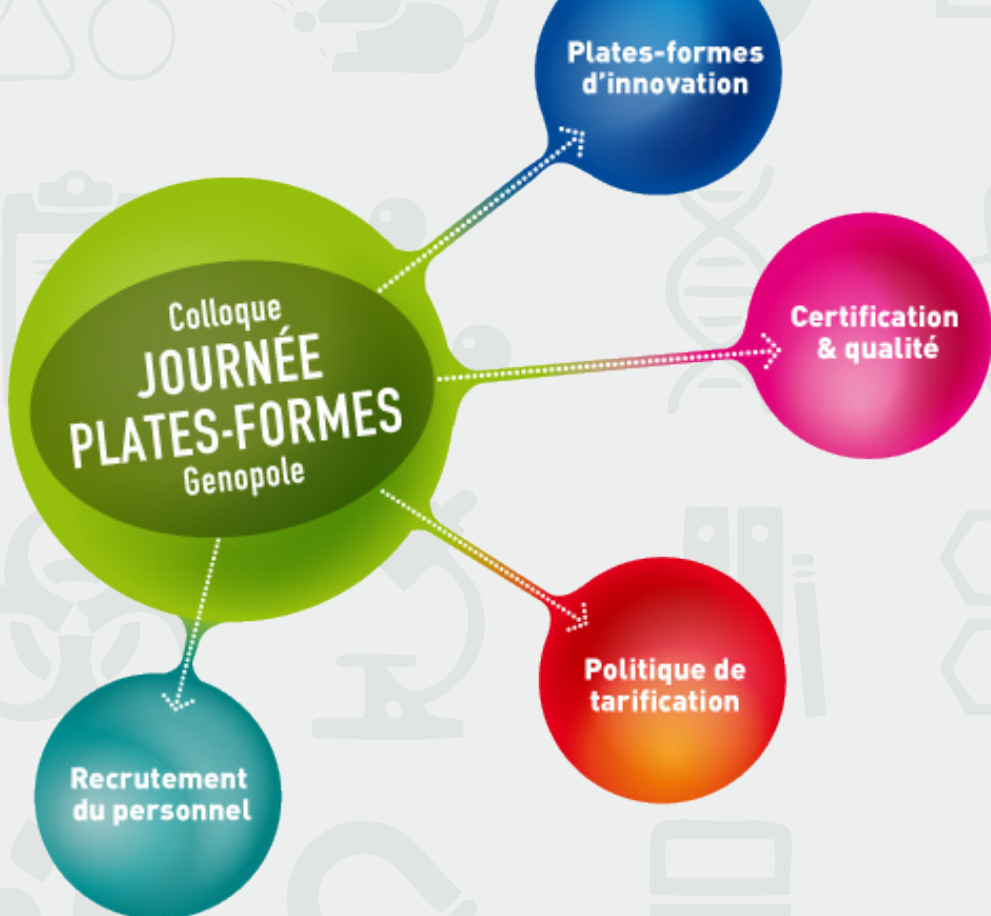 Plates-formes
d'innovation
Colloque
JOURNÉE
PLATES-FORMES
Genopole
Certification
& qualité
Politique de
tarification
Recrutement
du personnel